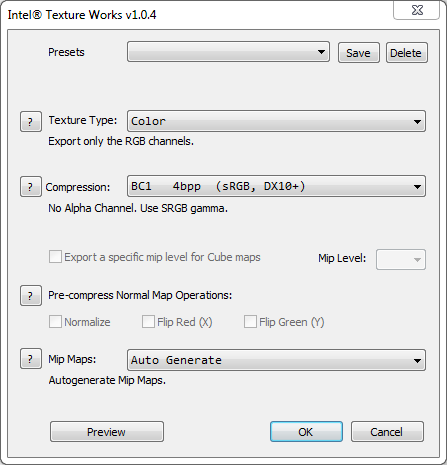 Intel® Texture Works v1.0.4
Presets
Save
Delete
? Texture Type: Color
Export only the RGB channels.
? Compression: BC1 4bpp (sRGB, DX10+)
No Alpha Channel. Use SRGB gamma.
Export a specific mip level for Cube maps
Mip Level:
? Pre-compress Normal Map Operations:
Normalize
Flip Red (X)
Flip Green (Y)
? Mip Maps: Auto Generate
Autogenerate Mip Maps.
Preview
OK
Cancel